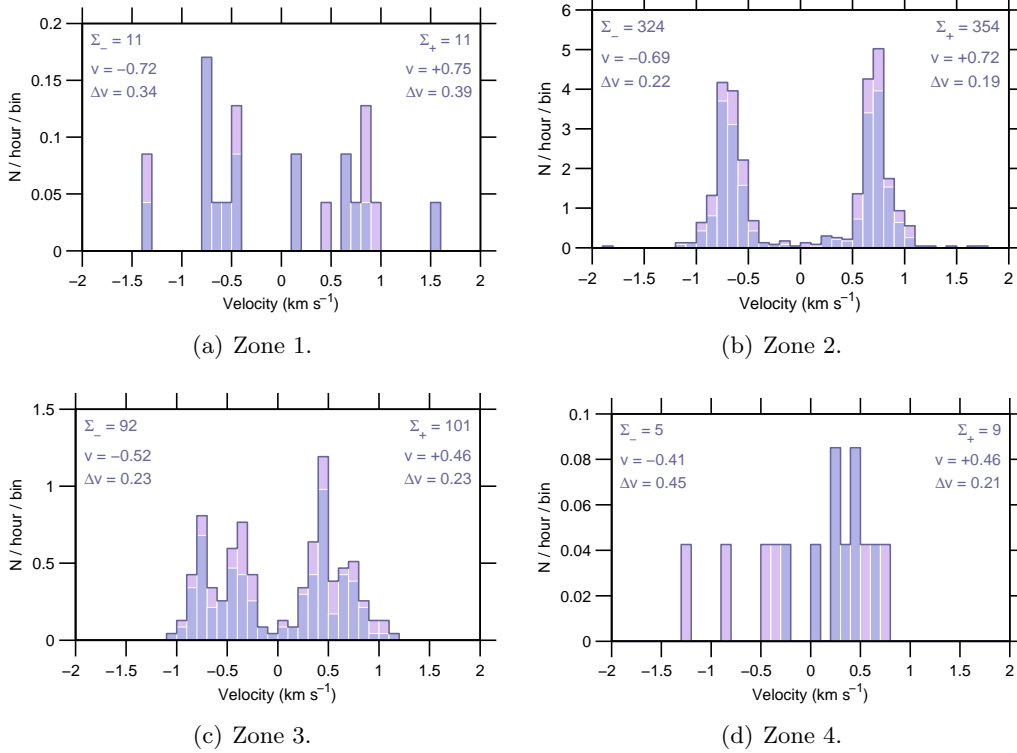 0.2
0.15
0.1
0.05
0
N / hour / bin
Σ₋ = 11
v = −0.72
Δv = 0.34
Σ₊ = 11
v = +0.75
Δv = 0.39
−2 −1.5 −1 −0.5 0 0.5 1 1.5 2
Velocity (km s⁻¹)
(a) Zone 1.
6
5
4
3
2
1
0
N / hour / bin
Σ₋ = 324
v = −0.69
Δv = 0.22
Σ₊ = 354
v = +0.72
Δv = 0.19
−2 −1.5 −1 −0.5 0 0.5 1 1.5 2
Velocity (km s⁻¹)
(b) Zone 2.
1.5
1
0.5
0
N / hour / bin
Σ₋ = 92
v = −0.52
Δv = 0.23
Σ₊ = 101
v = +0.46
Δv = 0.23
−2 −1.5 −1 −0.5 0 0.5 1 1.5 2
Velocity (km s⁻¹)
(c) Zone 3.
0.1
0.08
0.06
0.04
0.02
0
N / hour / bin
Σ₋ = 5
v = −0.41
Δv = 0.45
Σ₊ = 9
v = +0.46
Δv = 0.21
−2 −1.5 −1 −0.5 0 0.5 1 1.5 2
Velocity (km s⁻¹)
(d) Zone 4.